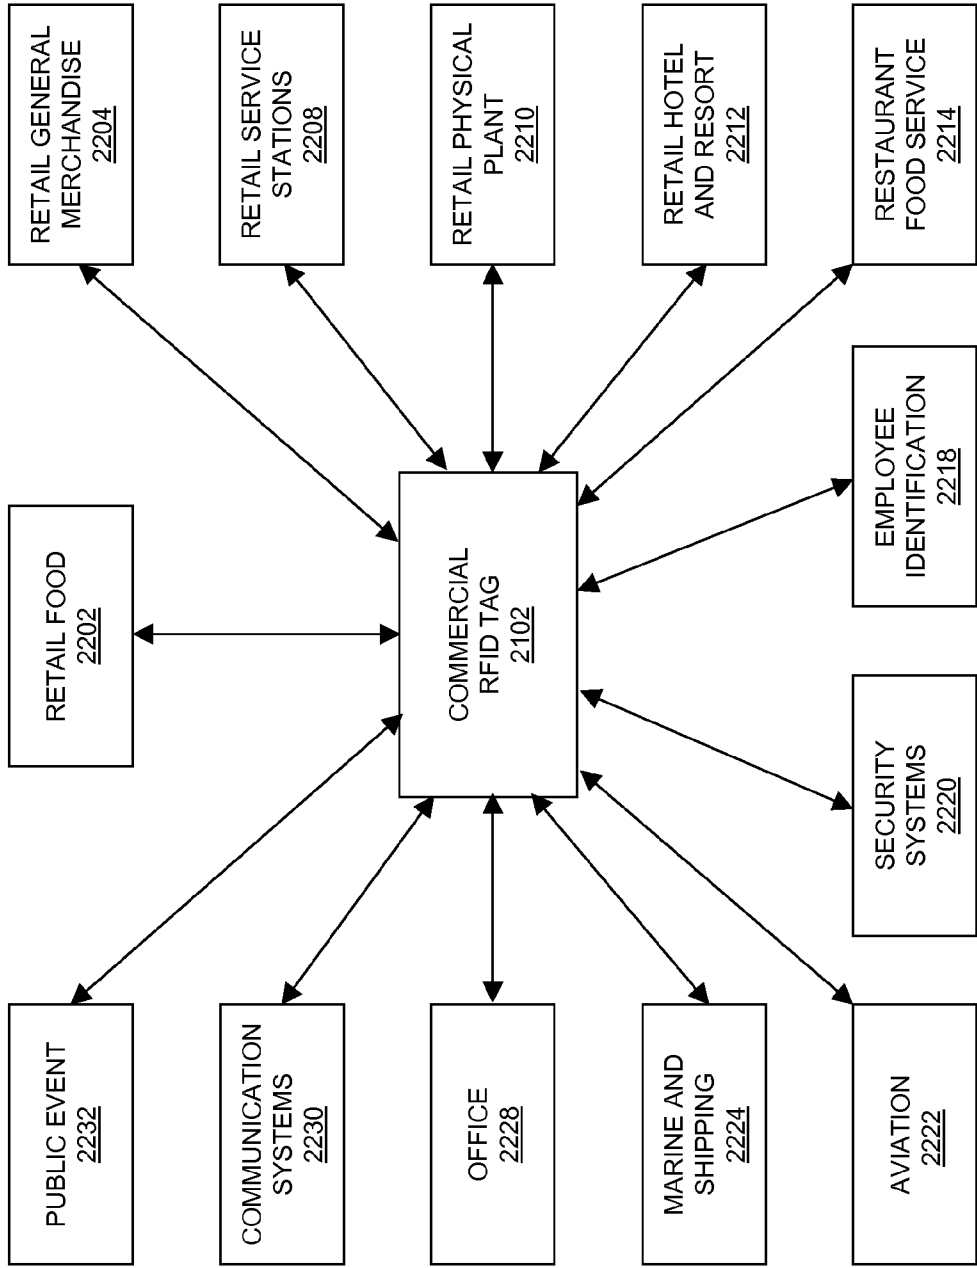 PUBLIC EVENT
2232
RETAIL FOOD
2202
RETAIL GENERAL
MERCHANDISE
2204
COMMUNICATION
SYSTEMS
2230
RETAIL SERVICE
STATIONS
2208
OFFICE
2228
COMMERCIAL
RFID TAG
2102
RETAIL PHYSICAL
PLANT
2210
MARINE AND
SHIPPING
2224
RETAIL HOTEL
AND RESORT
2212
AVIATION
2222
SECURITY
SYSTEMS
2220
EMPLOYEE
IDENTIFICATION
2218
RESTAURANT
FOOD SERVICE
2214